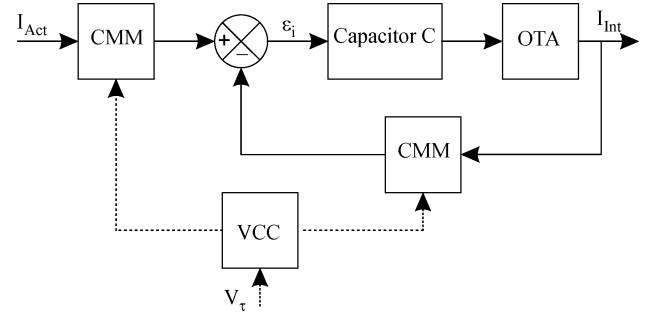 I_Act
CMM
+
−
ε_i
Capacitor C
OTA
I_Int
CMM
VCC
V_τ